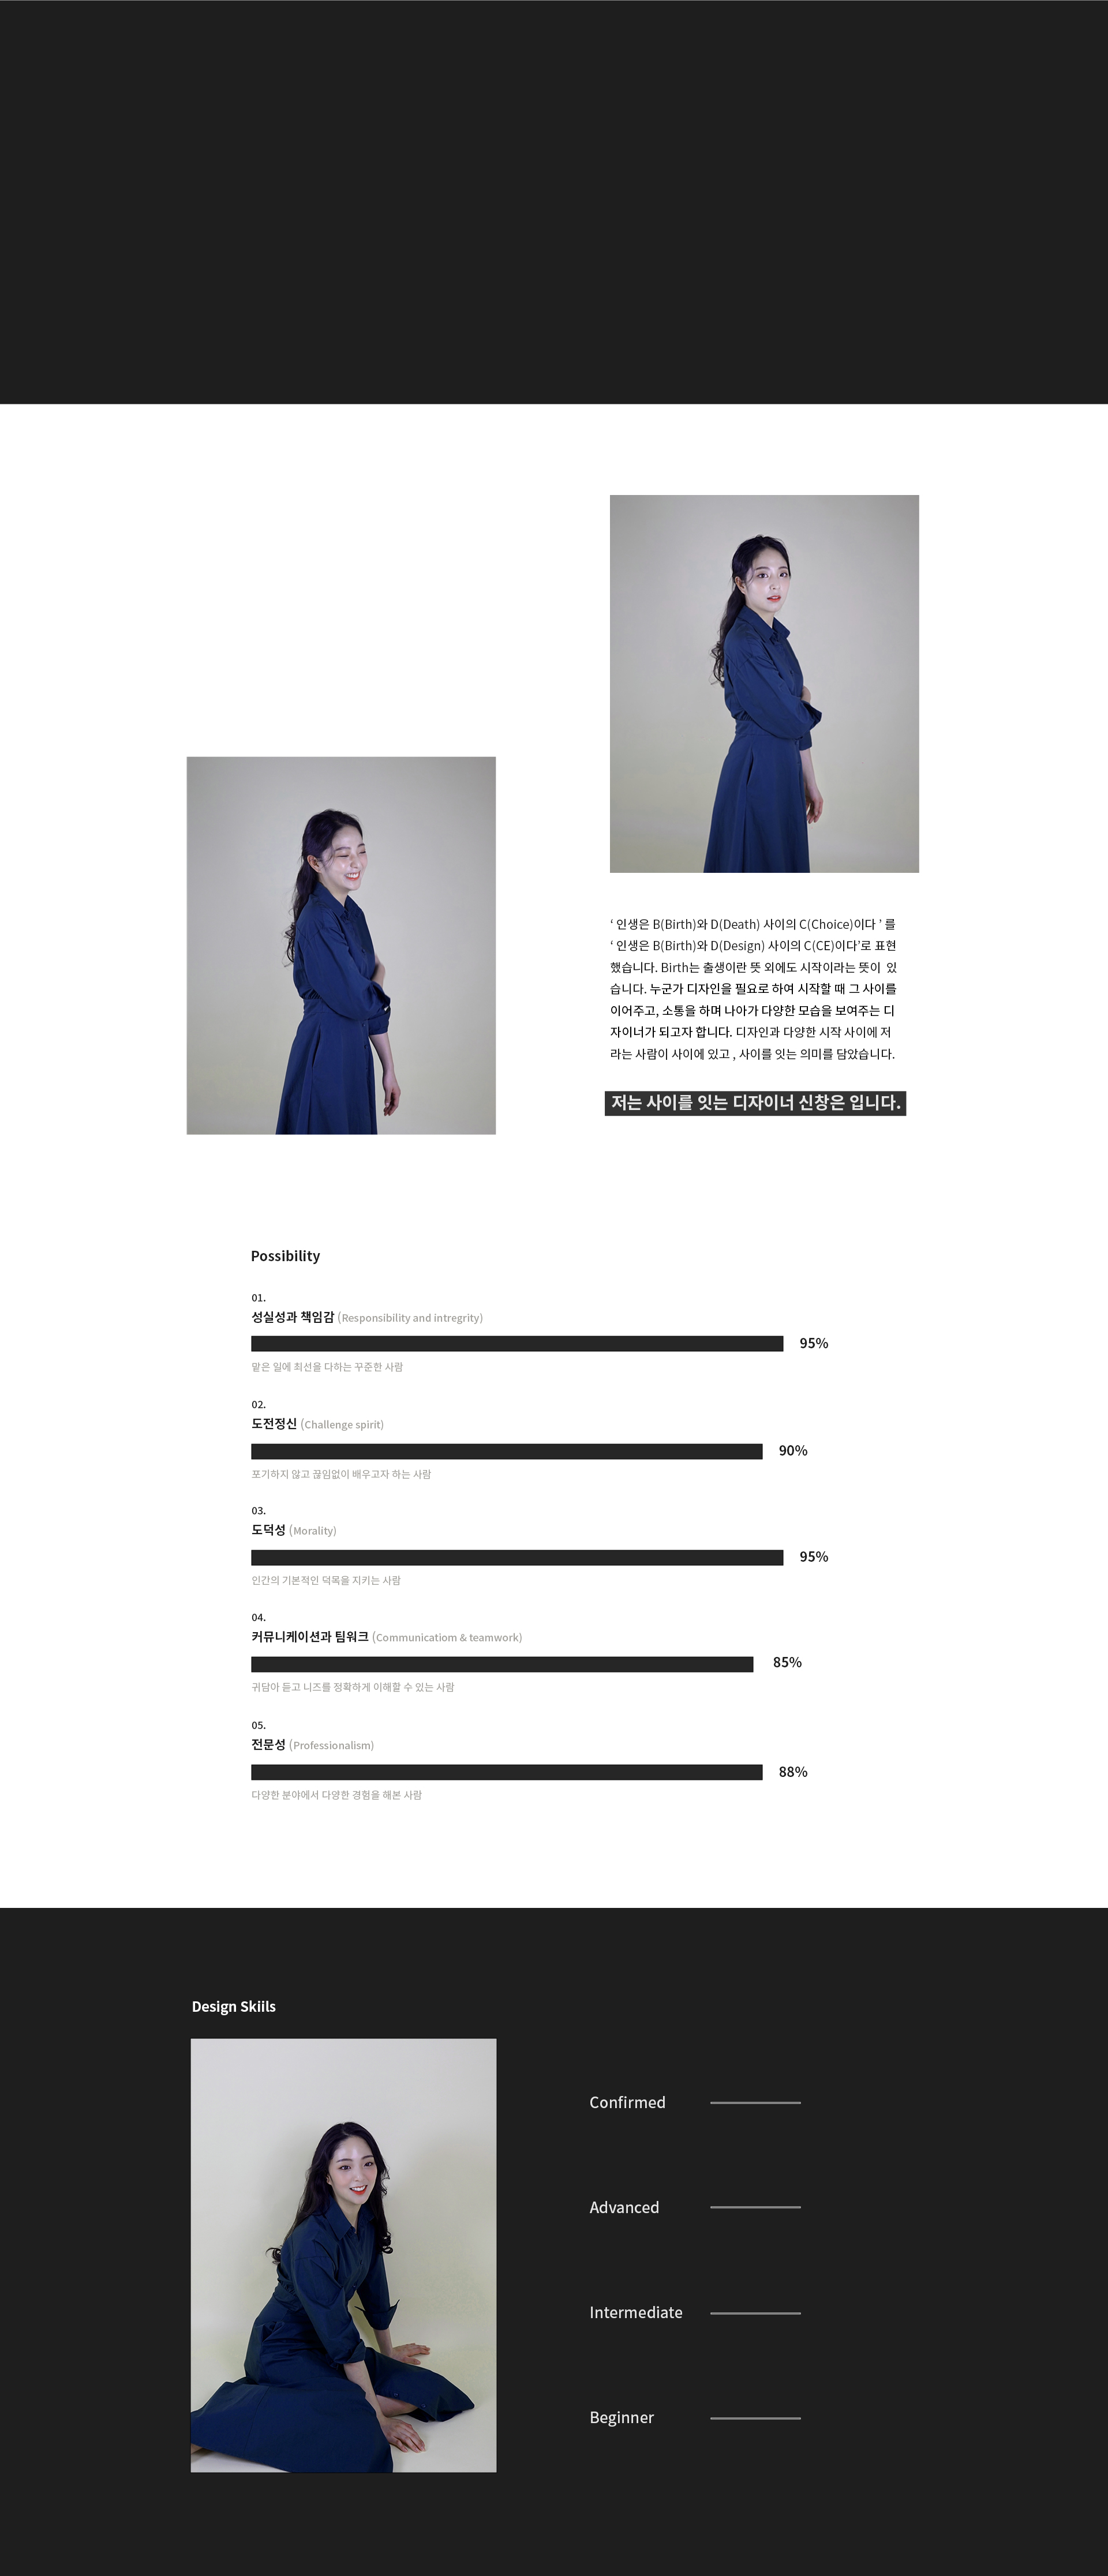 ‘ 인생은 B(Birth)와 D(Death) 사이의 C(Choice)이다 ’ 를
‘ 인생은 B(Birth)와 D(Design) 사이의 C(CE)이다’로 표현
했습니다. Birth는 출생이란 뜻 외에도 시작이라는 뜻이 있
습니다. 누군가 디자인을 필요로 하여 시작할 때 그 사이를
이어주고, 소통을 하며 나아가 다양한 모습을 보여주는 디
자이너가 되고자 합니다. 디자인과 다양한 시작 사이에 저
라는 사람이 사이에 있고 , 사이를 잇는 의미를 담았습니다.
저는 사이를 잇는 디자이너 신창은 입니다.
Possibility
01.
성실성과 책임감 (Responsibility and intregrity)
95%
맡은 일에 최선을 다하는 꾸준한 사람
02.
도전정신 (Challenge spirit)
90%
포기하지 않고 끊임없이 배우고자 하는 사람
03.
도덕성 (Morality)
95%
인간의 기본적인 덕목을 지키는 사람
04.
커뮤니케이션과 팀워크 (Communicatiom & teamwork)
85%
귀담아 듣고 니즈를 정확하게 이해할 수 있는 사람
05.
전문성 (Professionalism)
88%
다양한 분야에서 다양한 경험을 해본 사람
Design Skiils
Confirmed
Advanced
Intermediate
Beginner